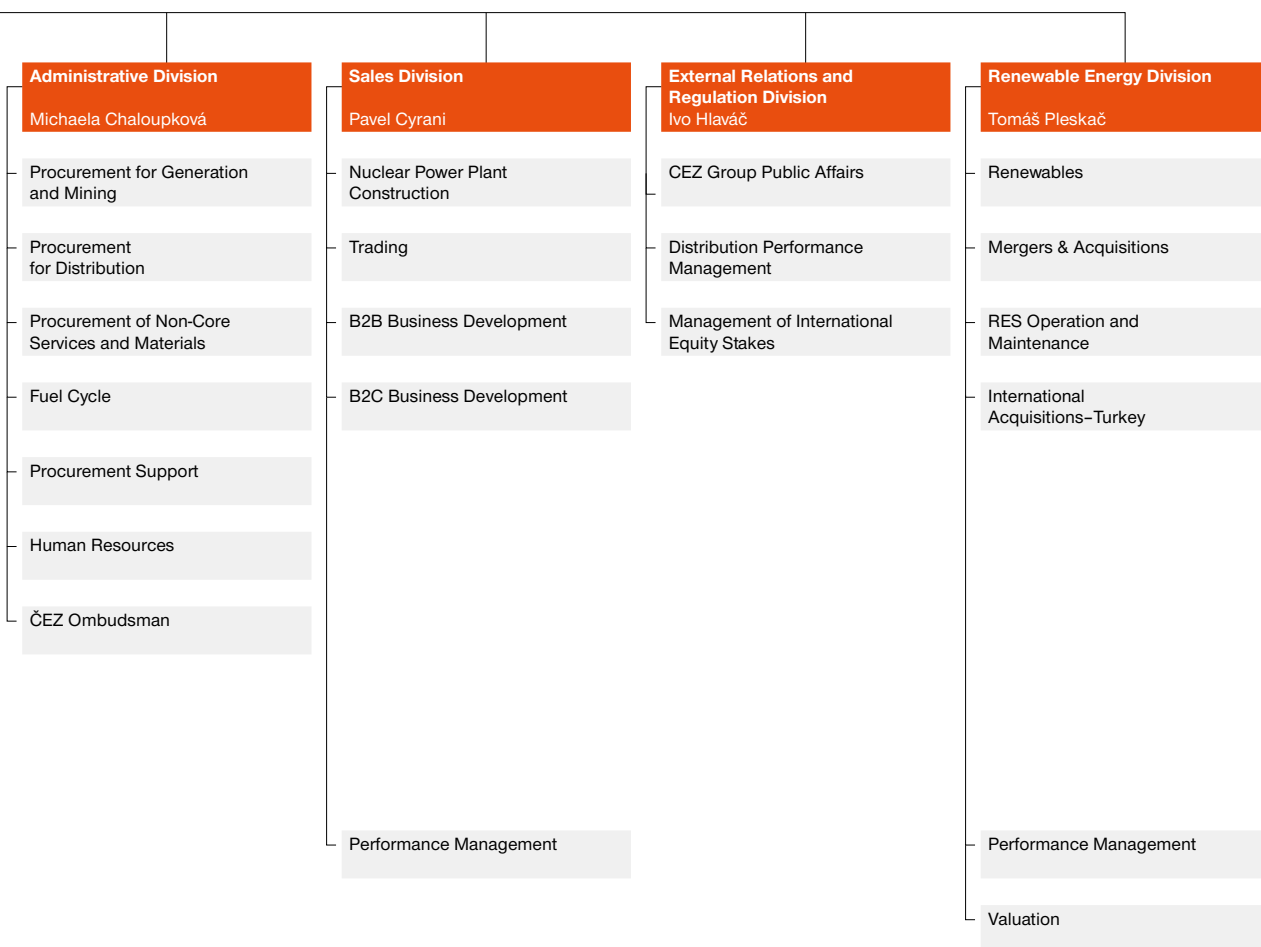 Administrative Division
Michaela Chaloupková
Procurement for Generation
and Mining
Procurement
for Distribution
Procurement of Non-Core
Services and Materials
Fuel Cycle
Procurement Support
Human Resources
ČEZ Ombudsman
Sales Division
Pavel Cyrani
Nuclear Power Plant
Construction
Trading
B2B Business Development
B2C Business Development
Performance Management
External Relations and
Regulation Division
Ivo Hlaváč
CEZ Group Public Affairs
Distribution Performance
Management
Management of International
Equity Stakes
Renewable Energy Division
Tomáš Pleskač
Renewables
Mergers & Acquisitions
RES Operation and
Maintenance
International
Acquisitions–Turkey
Performance Management
Valuation